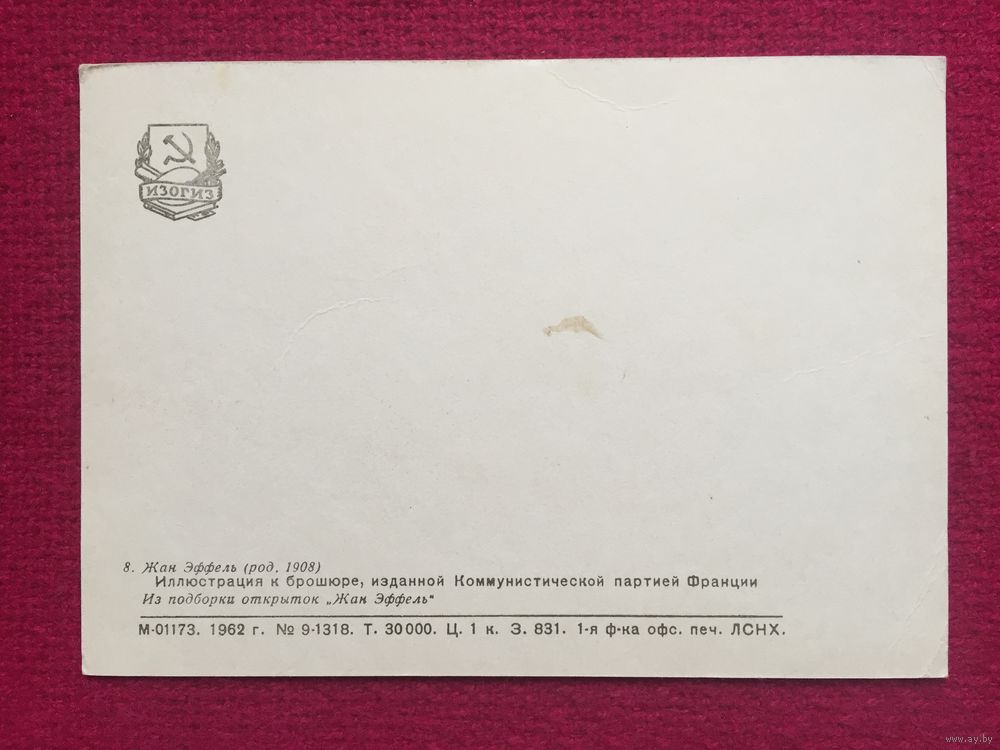 ИЗОГИЗ
8. Жан Эффель (род. 1908)
Иллюстрация к брошюре, изданной Коммунистической партией Франции
Из подборки открыток „Жан Эффель“
М-01173. 1962 г. № 9-1318. Т. 30000. Ц. 1 к. З. 831. 1-я ф-ка офс. печ. ЛСНХ.
www.ay.by